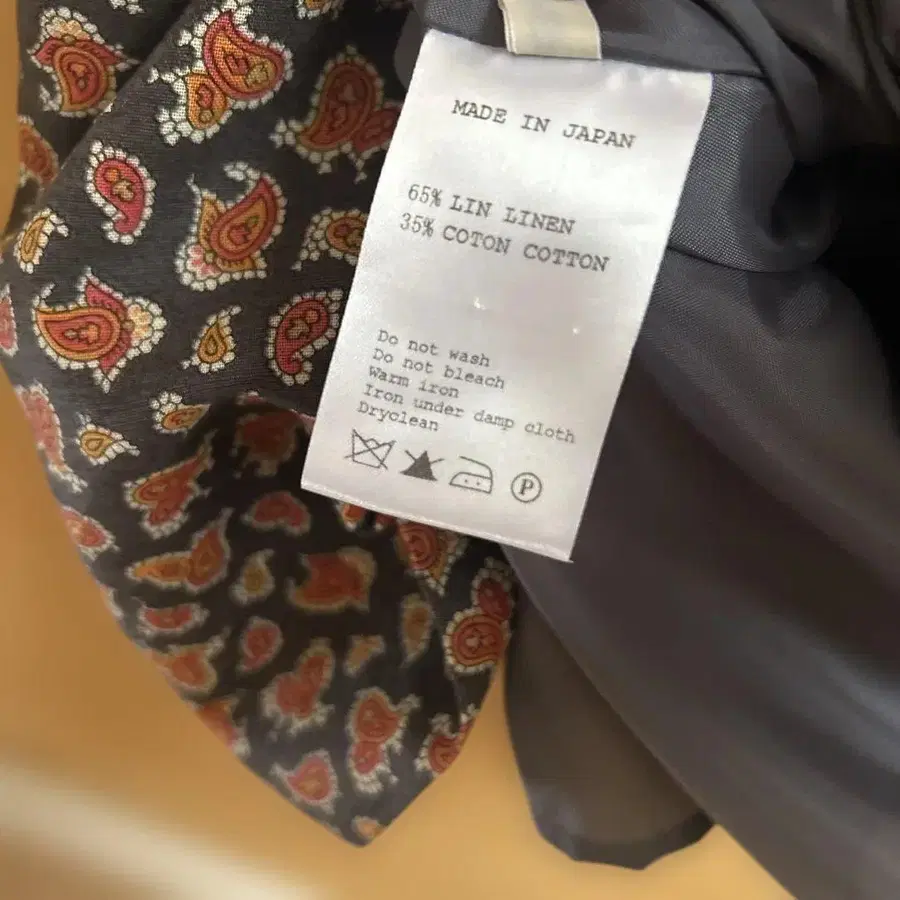 MADE IN JAPAN
65% LIN LINEN
35% COTON COTTON
Do not wash
Do not bleach
Warm iron
Iron under damp cloth
Dryclean
P